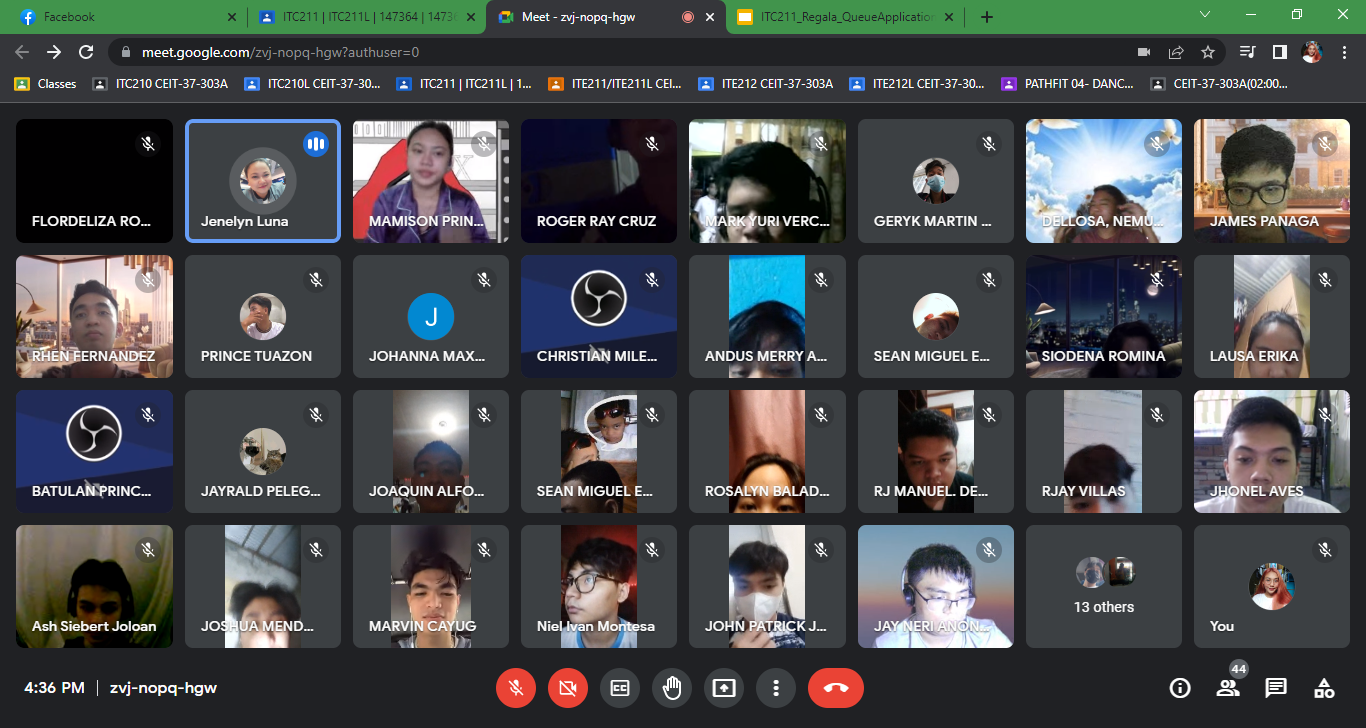 Facebook
ITC211 | ITC211L | 147364 | 1473
Meet - zvj-nopq-hgw
ITC211_Regala_QueueApplication
meet.google.com/zvj-nopq-hgw?authuser=0
Classes
ITC210 CEIT-37-303A
ITC210L CEIT-37-30...
ITC211 | ITC211L | 1...
ITE211/ITE211L CEI...
ITE212 CEIT-37-303A
ITE212L CEIT-37-30...
PATHFIT 04- DANC...
CEIT-37-303A(02:00...
FLORDELIZA RO...
Jenelyn Luna
MAMISON PRIN...
ROGER RAY CRUZ
MARK YURI VERC...
GERYK MARTIN ...
DELLOSA, NEMU...
JAMES PANAGA
RHEN FERNANDEZ
PRINCE TUAZON
J
JOHANNA MAX...
CHRISTIAN MILE...
ANDUS MERRY A...
SEAN MIGUEL E...
SIODENA ROMINA
LAUSA ERIKA
BATULAN PRINC...
JAYRALD PELEG...
JOAQUIN ALFO...
SEAN MIGUEL E...
ROSALYN BALAD...
RJ MANUEL. DE...
RJAY VILLAS
JHONEL AVES
Ash Siebert Joloan
JOSHUA MEND...
MARVIN CAYUG
Niel Ivan Montesa
JOHN PATRICK J...
JAY NERI ANON...
13 others
You
4:36 PM | zvj-nopq-hgw
44